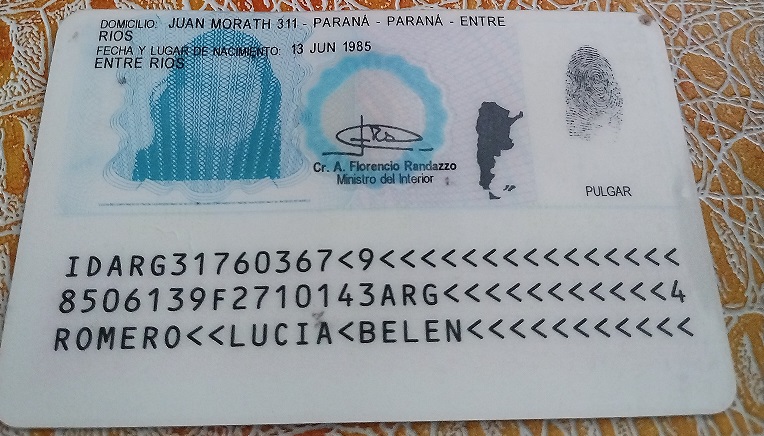 DOMICILIO: JUAN MORATH 311 - PARANÁ - PARANÁ - ENTRE
RIOS
FECHA Y LUGAR DE NACIMIENTO: 13 JUN 1985
ENTRE RIOS
Cr. A. Florencio Randazzo
Ministro del Interior
PULGAR
IDARG31760367<9<<<<<<<<<<<<<<<
8506139F2710143ARG<<<<<<<<<<<4
ROMERO<<LUCIA<BELEN<<<<<<<<<<<